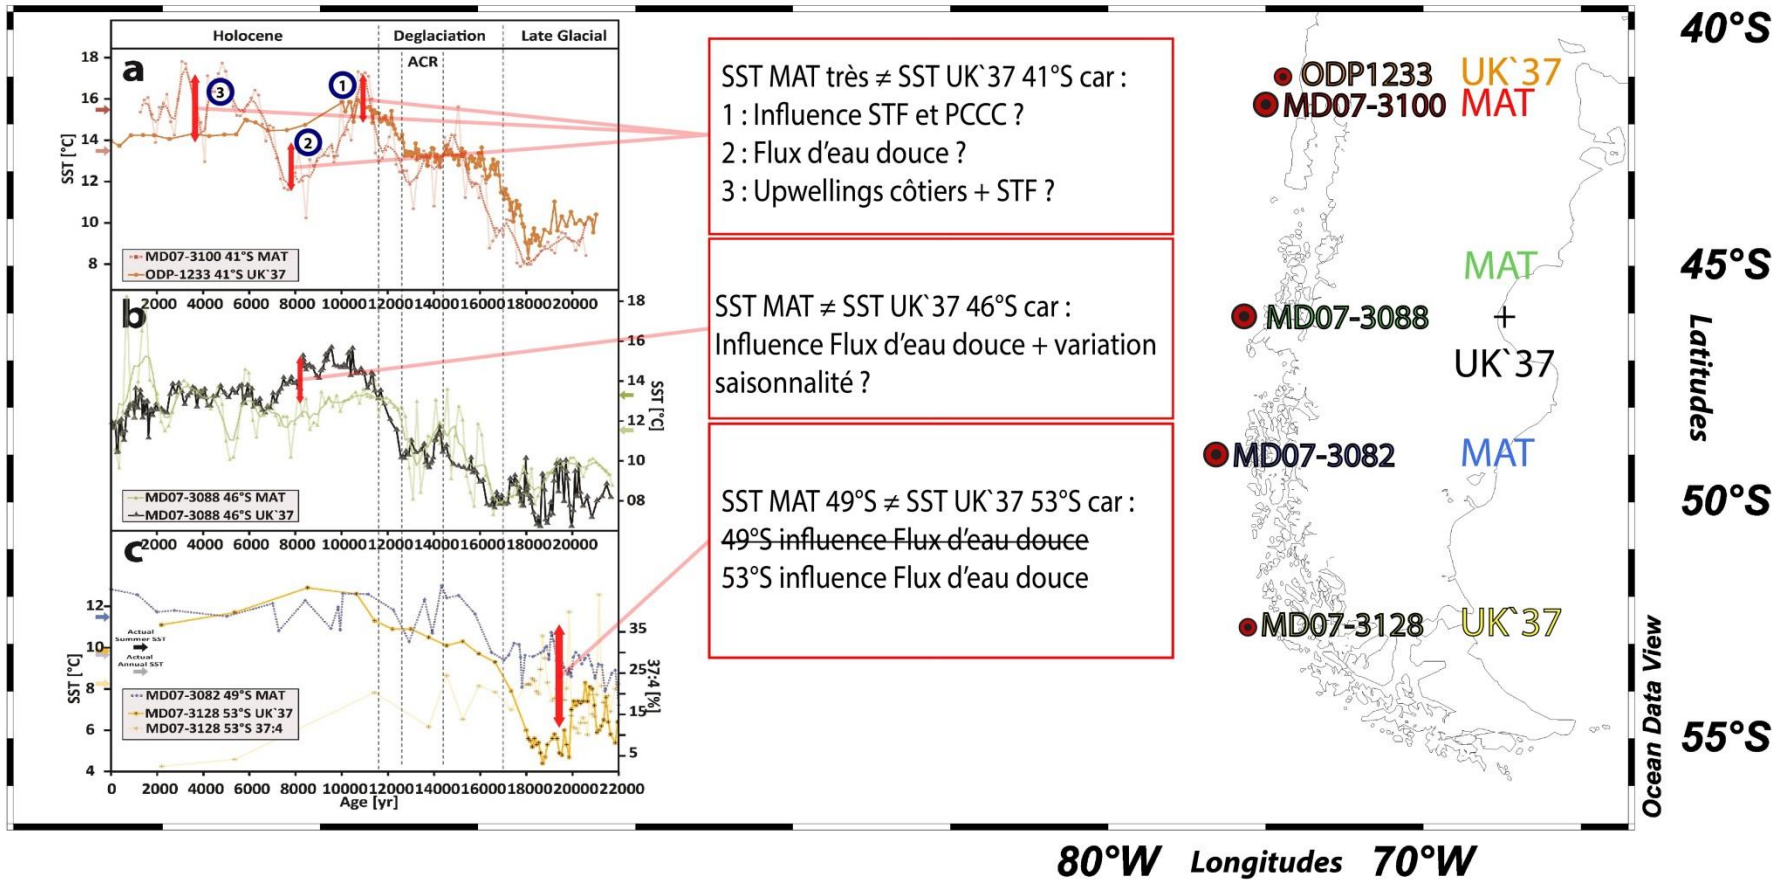 Holocene
Deglaciation
Late Glacial
ACR
a
18
16
14
12
10
8
SST [°C]
3
1
2
MD07-3100 41°S MAT
ODP-1233 41°S UK`37
2000 4000 6000 8000 10000 12000 14000 16000 18000 20000
b
18
16
14
12
10
08
SST [°C]
MD07-3088 46°S MAT
MD07-3088 46°S UK`37
2000 4000 6000 8000 10000 12000 14000 16000 18000 20000
c
12
10
8
6
4
SST [°C]
Actual
Summer SST
Actual
Annual SST
35
25
15
5
37:4 [%]
MD07-3082 49°S MAT
MD07-3128 53°S UK`37
MD07-3128 53°S 37:4
0 2000 4000 6000 8000 10000 12000 14000 16000 18000 20000 22000
Age [yr]
SST MAT très ≠ SST UK`37 41°S car :
1 : Influence STF et PCCC ?
2 : Flux d’eau douce ?
3 : Upwellings côtiers + STF ?
SST MAT ≠ SST UK`37 46°S car :
Influence Flux d’eau douce + variation
saisonnalité ?
SST MAT 49°S ≠ SST UK`37 53°S car :
49°S influence Flux d’eau douce
53°S influence Flux d’eau douce
ODP1233 UK`37
MD07-3100 MAT
MAT
MD07-3088
UK`37
MD07-3082 MAT
MD07-3128 UK`37
40°S
45°S
Latitudes
50°S
55°S
Ocean Data View
80°W Longitudes 70°W